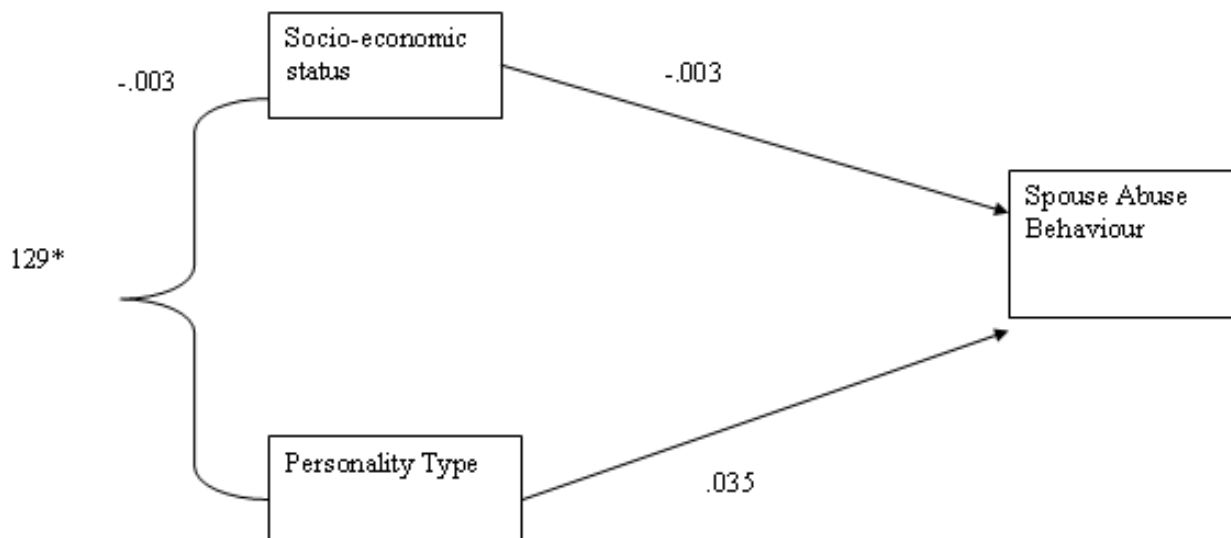 Socio-economic
status
-.003
-.003
Spouse Abuse
Behaviour
129*
Personality Type
.035